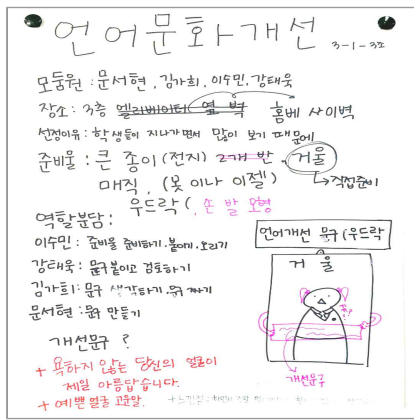 언어문화개선 3-1-3조
모둠원 : 문서현, 김가희, 이수민, 강태욱
장소 : 3층 엘리베이터 옆 벽 홈베 사이벽
선정이유 : 학생들이 지나가면서 많이 보기 때문에
준비물 : 큰 종이(전지) 2개 반, 거울
매직, (붓이나 이젤) 직접준비
우드락(, 손 발 모형
역할분담 :
이수민 : 준비물 준비하기, 붙이기, 오리기
강태욱 : 문구붙이고 검토하기
김가희 : 문구 생각하기, 문구 짜기
문서현 : 문구 만들기
언어개선 문구(우드락
거울
개선문구
개선문구 ?
+ 욕하지 않는 당신의 얼굴이
제일 아름답습니다.
+ 예쁜얼굴 고운말.